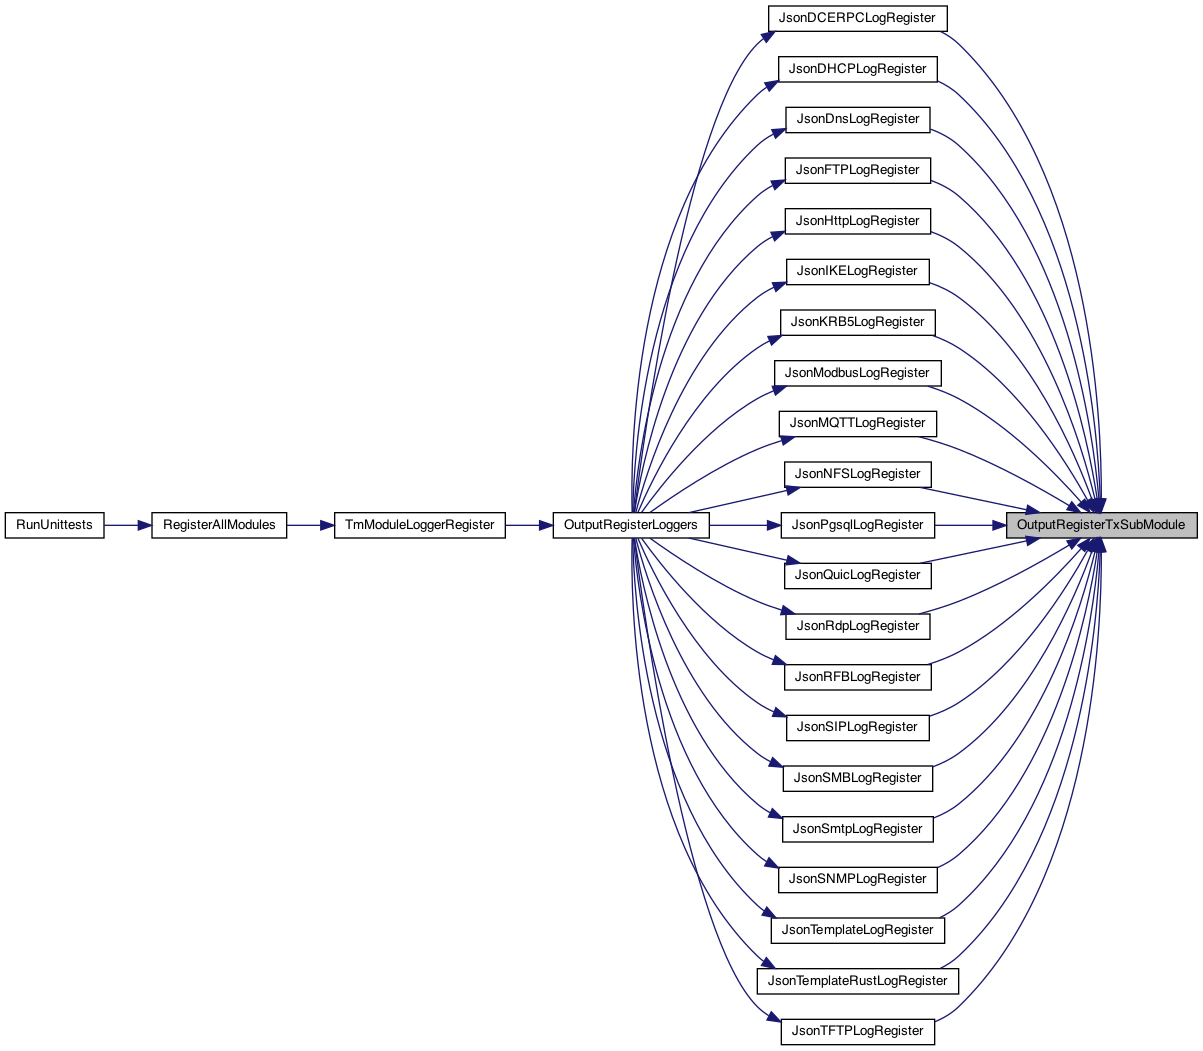 JsonDCERPCLogRegister
JsonDHCPLogRegister
JsonDnsLogRegister
JsonFTPLogRegister
JsonHttpLogRegister
JsonIKELogRegister
JsonKRB5LogRegister
JsonModbusLogRegister
JsonMQTTLogRegister
JsonNFSLogRegister
RunUnittests
RegisterAllModules
TmModuleLoggerRegister
OutputRegisterLoggers
JsonPgsqlLogRegister
OutputRegisterTxSubModule
JsonQuicLogRegister
JsonRdpLogRegister
JsonRFBLogRegister
JsonSIPLogRegister
JsonSMBLogRegister
JsonSmtpLogRegister
JsonSNMPLogRegister
JsonTemplateLogRegister
JsonTemplateRustLogRegister
JsonTFTPLogRegister